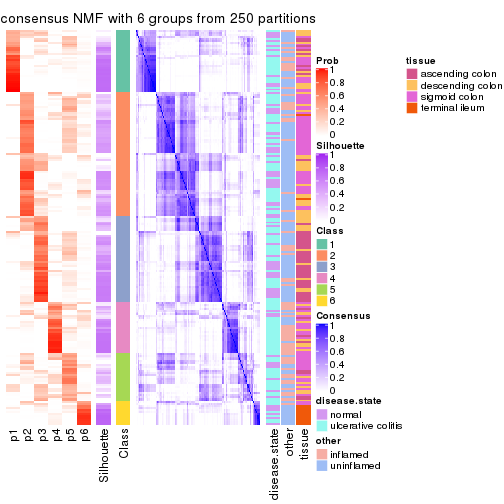 consensus NMF with 6 groups from 250 partitions
Prob
1
0.8
0.6
0.4
0.2
0
Silhouette
1
0.8
0.6
0.4
0.2
0
Class
1
2
3
4
5
6
Consensus
1
0.8
0.6
0.4
0.2
0
disease.state
normal
ulcerative colitis
other
inflamed
uninflamed
tissue
ascending colon
descending colon
sigmoid colon
terminal ileum
p1
p2
p3
p4
p5
p6
Silhouette
Class
disease.state
other
tissue